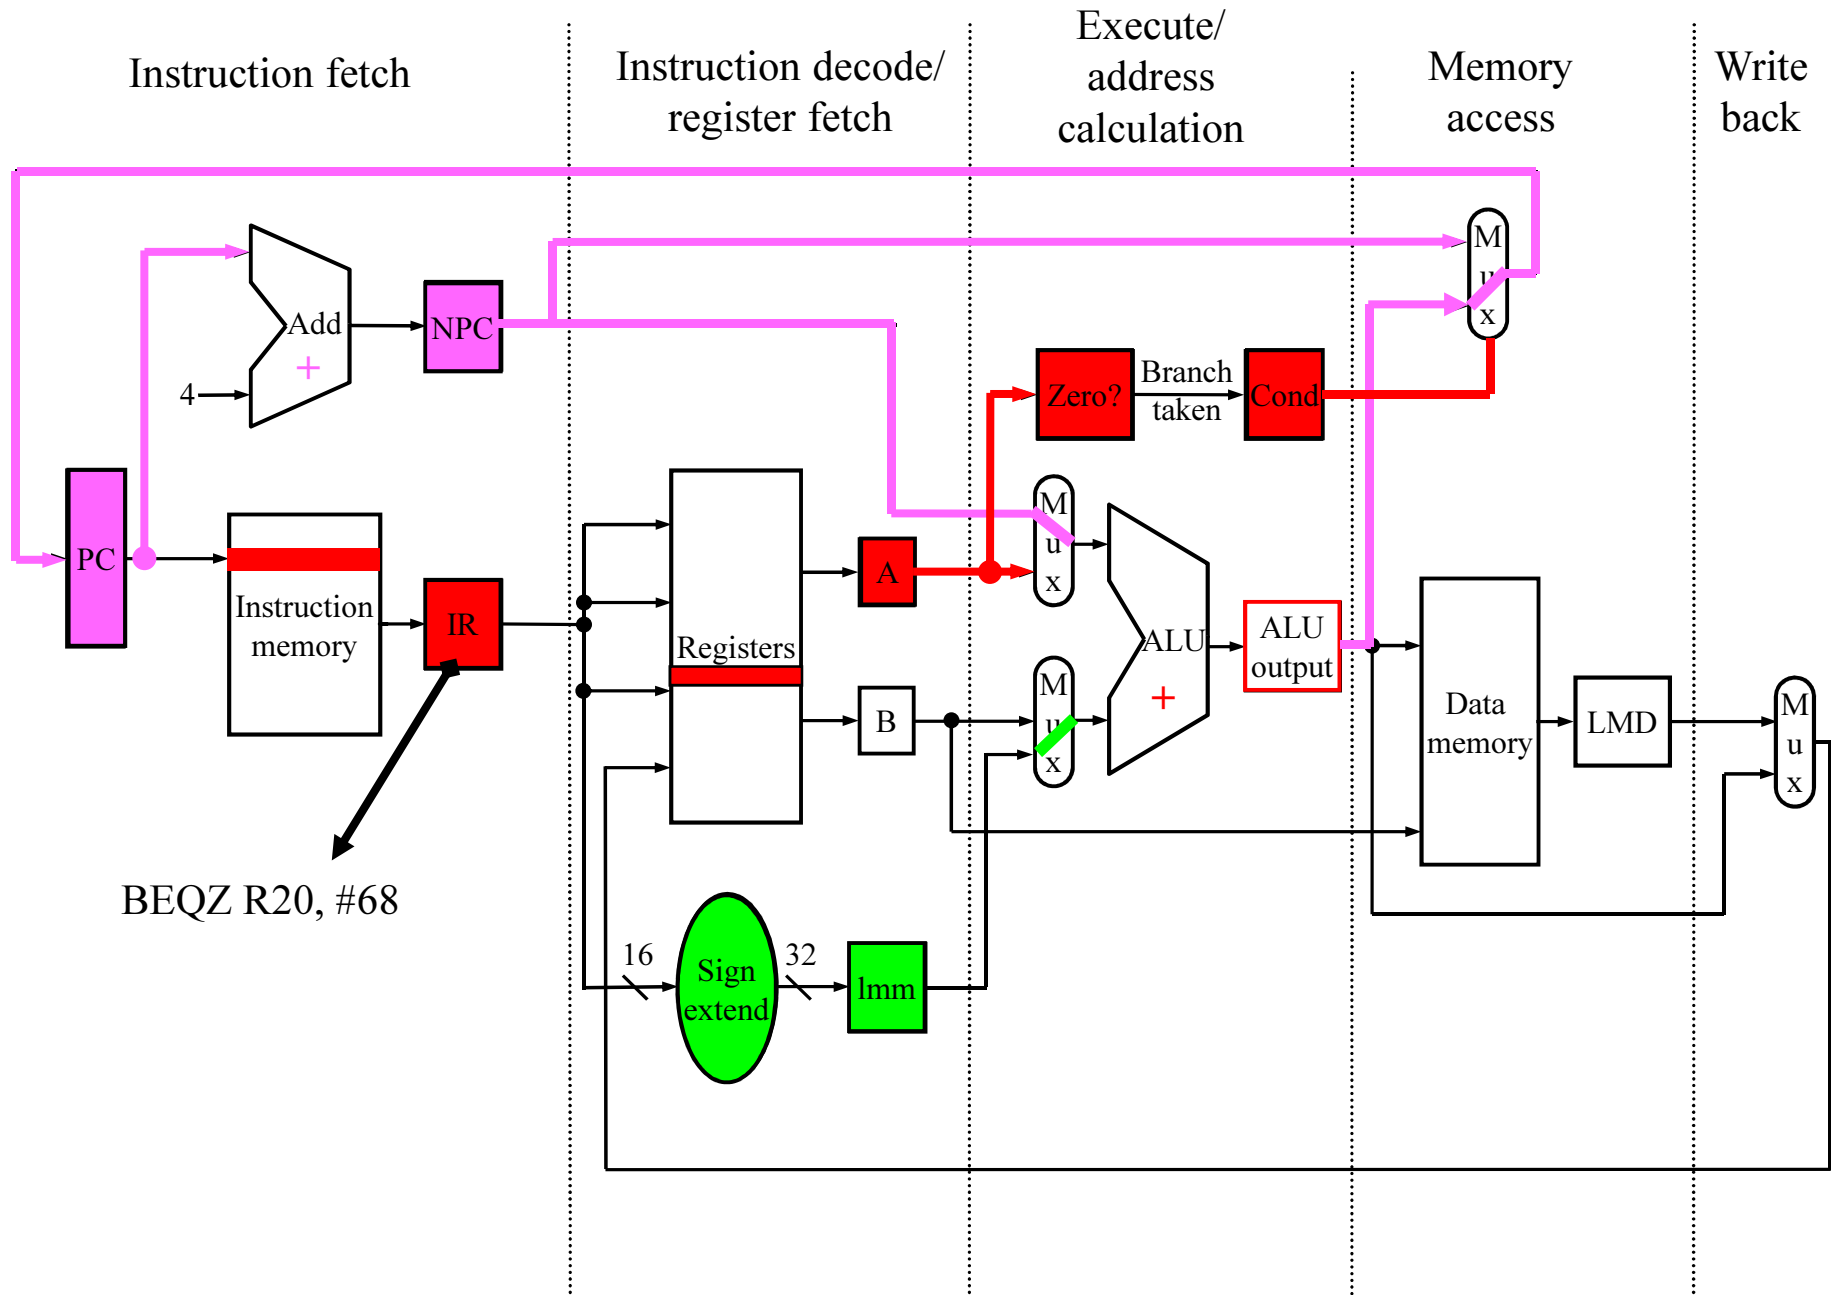 Instruction fetch
Instruction decode/
register fetch
Execute/
address
calculation
Memory
access
Write
back
M
u
x
Add
+
NPC
4
Zero?
Branch
taken
Cond
PC
Instruction
memory
IR
Registers
A
B
M
u
x
M
u
x
ALU
+
ALU
output
Data
memory
LMD
M
u
x
BEQZ R20, #68
16
Sign
extend
32
lmm